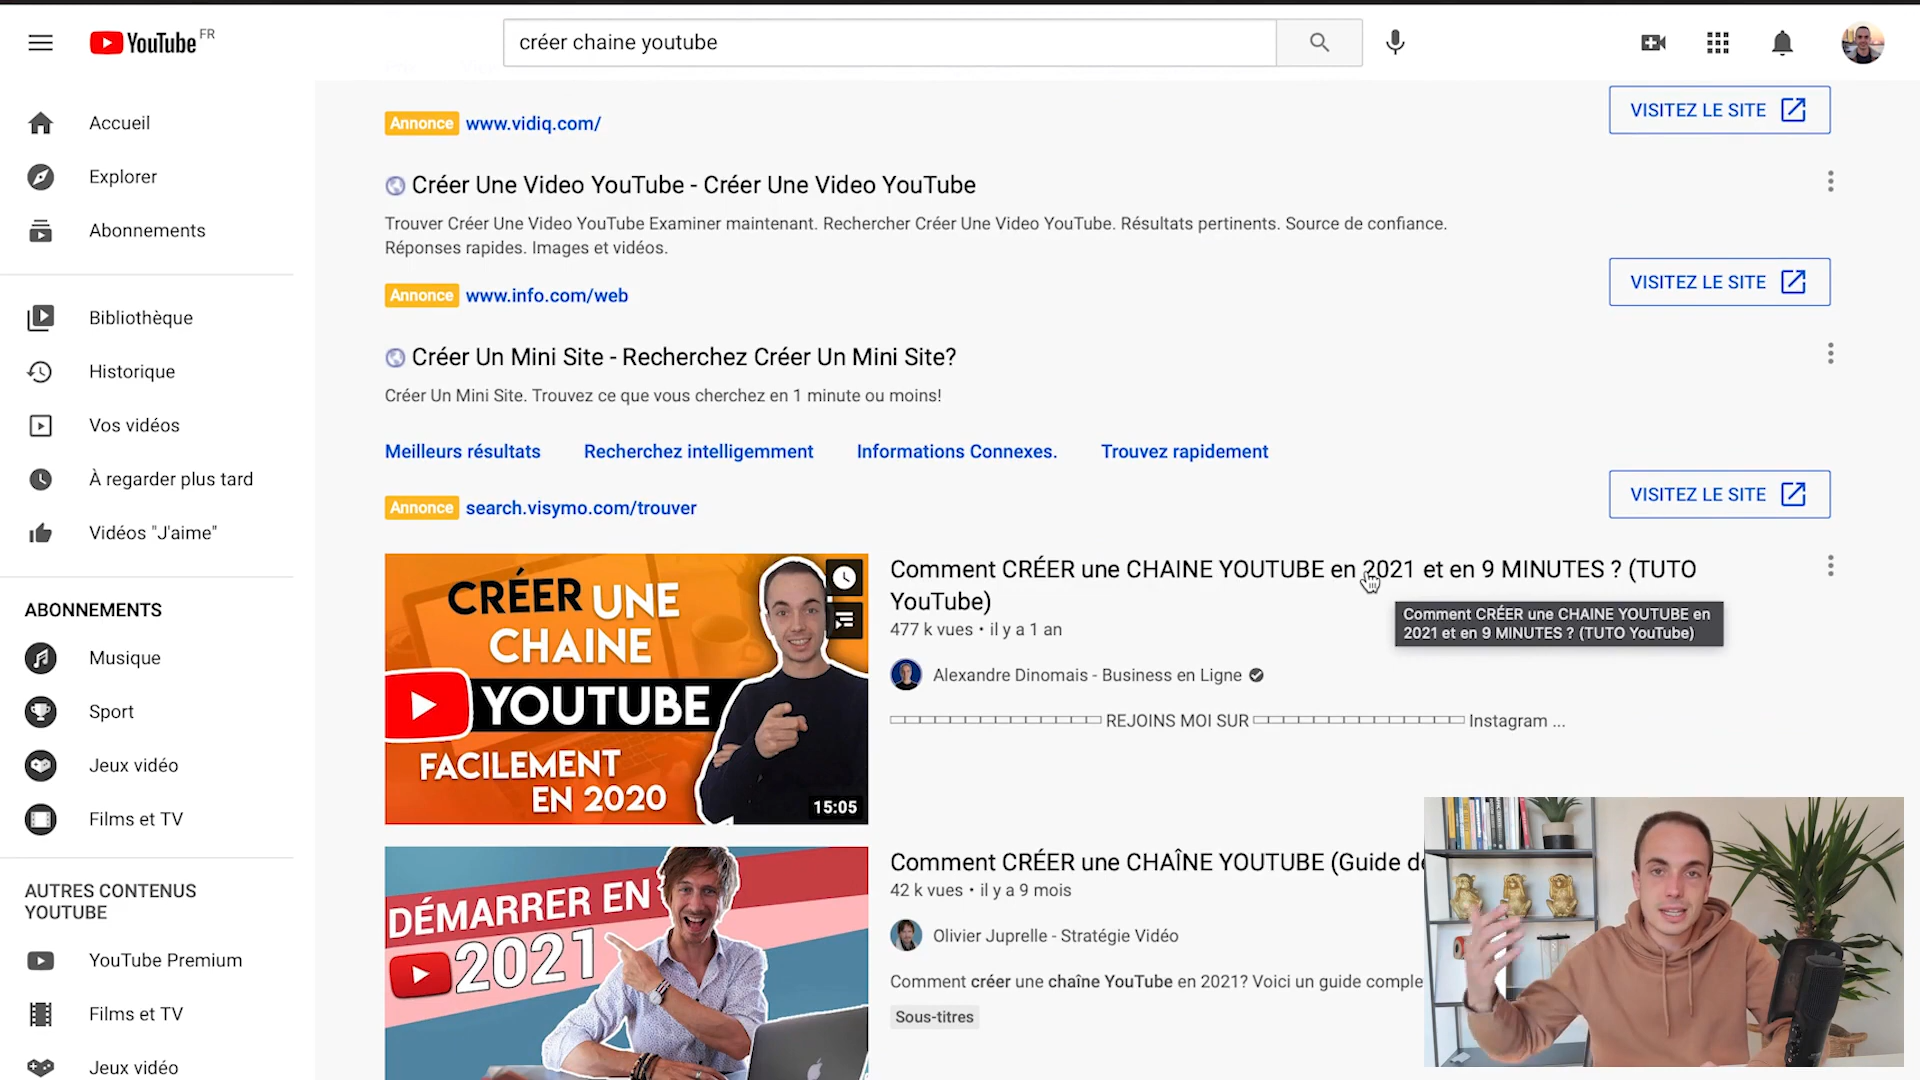 YouTube FR
créer chaine youtube
Accueil
Explorer
Abonnements
Bibliothèque
Historique
Vos vidéos
À regarder plus tard
Vidéos "J'aime"
ABONNEMENTS
Musique
Sport
Jeux vidéo
Films et TV
AUTRES CONTENUS
YOUTUBE
YouTube Premium
Films et TV
Jeux vidéo
Annonce www.vidiq.com/
VISITEZ LE SITE
Créer Une Video YouTube - Créer Une Video YouTube
Trouver Créer Une Video YouTube Examiner maintenant. Rechercher Créer Une Video YouTube. Résultats pertinents. Source de confiance.
Réponses rapides. Images et vidéos.
Annonce www.info.com/web
VISITEZ LE SITE
Créer Un Mini Site - Recherchez Créer Un Mini Site?
Créer Un Mini Site. Trouvez ce que vous cherchez en 1 minute ou moins!
Meilleurs résultats Recherchez intelligemment Informations Connexes. Trouvez rapidement
Annonce search.visymo.com/trouver
VISITEZ LE SITE
CRÉER UNE
CHAINE
YOUTUBE
FACILEMENT
EN 2020
15:05
Comment CRÉER une CHAINE YOUTUBE en 2021 et en 9 MINUTES ? (TUTO
YouTube)
477 k vues • il y a 1 an
Comment CRÉER une CHAINE YOUTUBE en
2021 et en 9 MINUTES ? (TUTO YouTube)
Alexandre Dinomais - Business en Ligne
REJOINS MOI SUR Instagram ...
DÉMARRER EN
2021
Comment CRÉER une CHAÎNE YOUTUBE (Guide de
42 k vues • il y a 9 mois
Olivier Juprelle - Stratégie Vidéo
Comment créer une chaîne YouTube en 2021? Voici un guide comple
Sous-titres